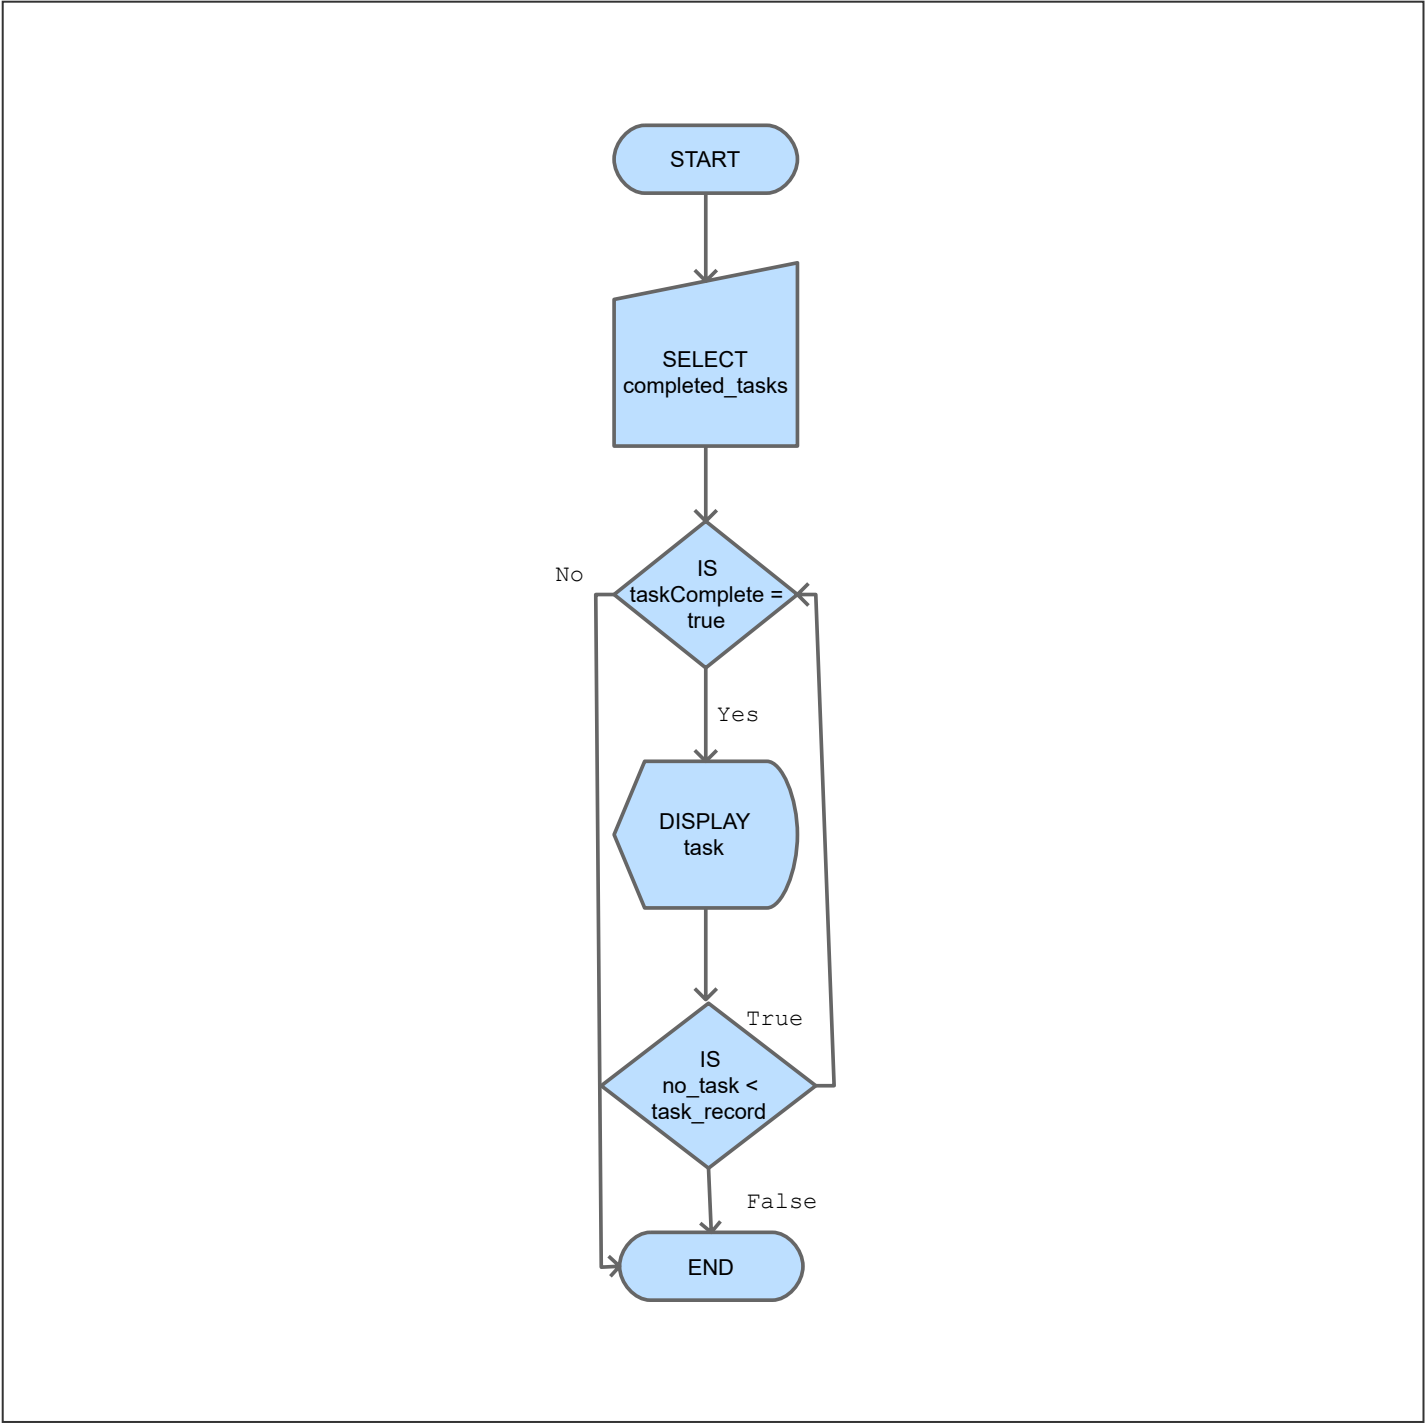 START
SELECT
completed_tasks
IS
taskComplete =
true
No
Yes
DISPLAY
task
True
IS
no_task <
task_record
False
END